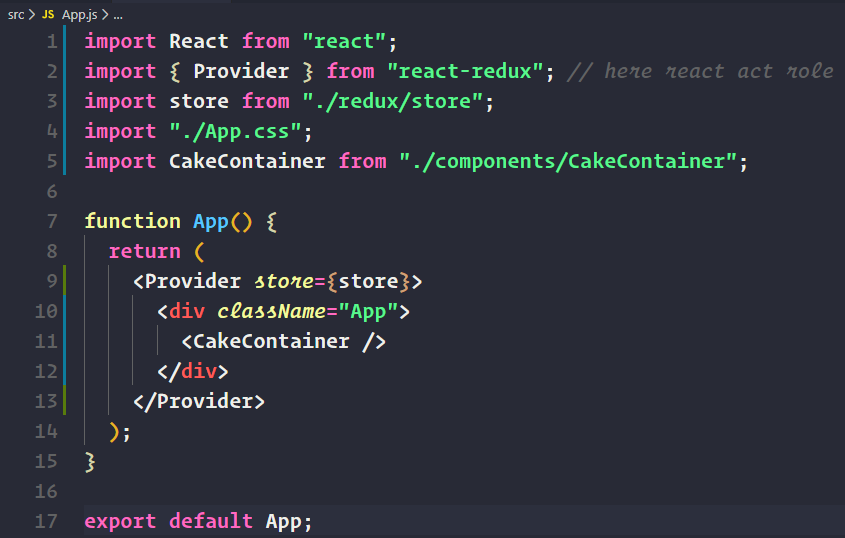 src > JS App.js > ...
1 import React from "react";
2 import { Provider } from "react-redux"; // here react act role
3 import store from "./redux/store";
4 import "./App.css";
5 import CakeContainer from "./components/CakeContainer";
6
7 function App() {
8   return (
9     <Provider store={store}>
10       <div className="App">
11         <CakeContainer />
12       </div>
13     </Provider>
14   );
15 }
16
17 export default App;